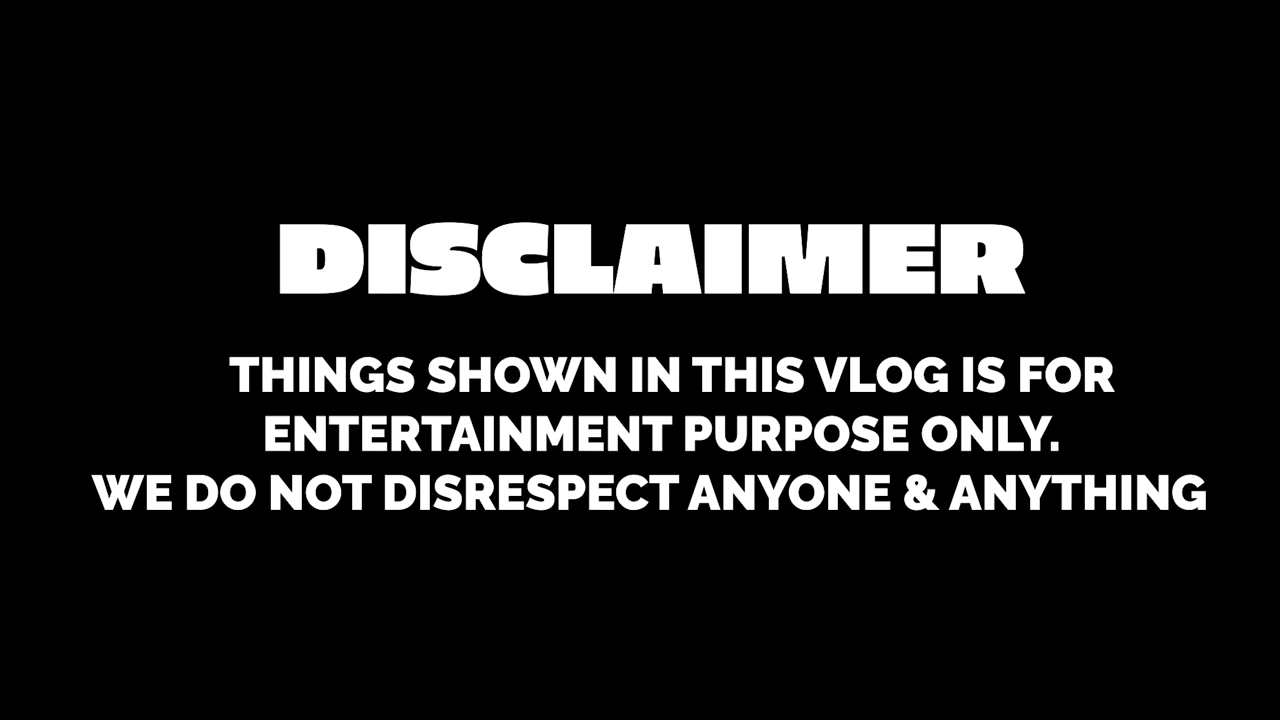 DISCLAIMER
THINGS SHOWN IN THIS VLOG IS FOR
ENTERTAINMENT PURPOSE ONLY.
WE DO NOT DISRESPECT ANYONE & ANYTHING